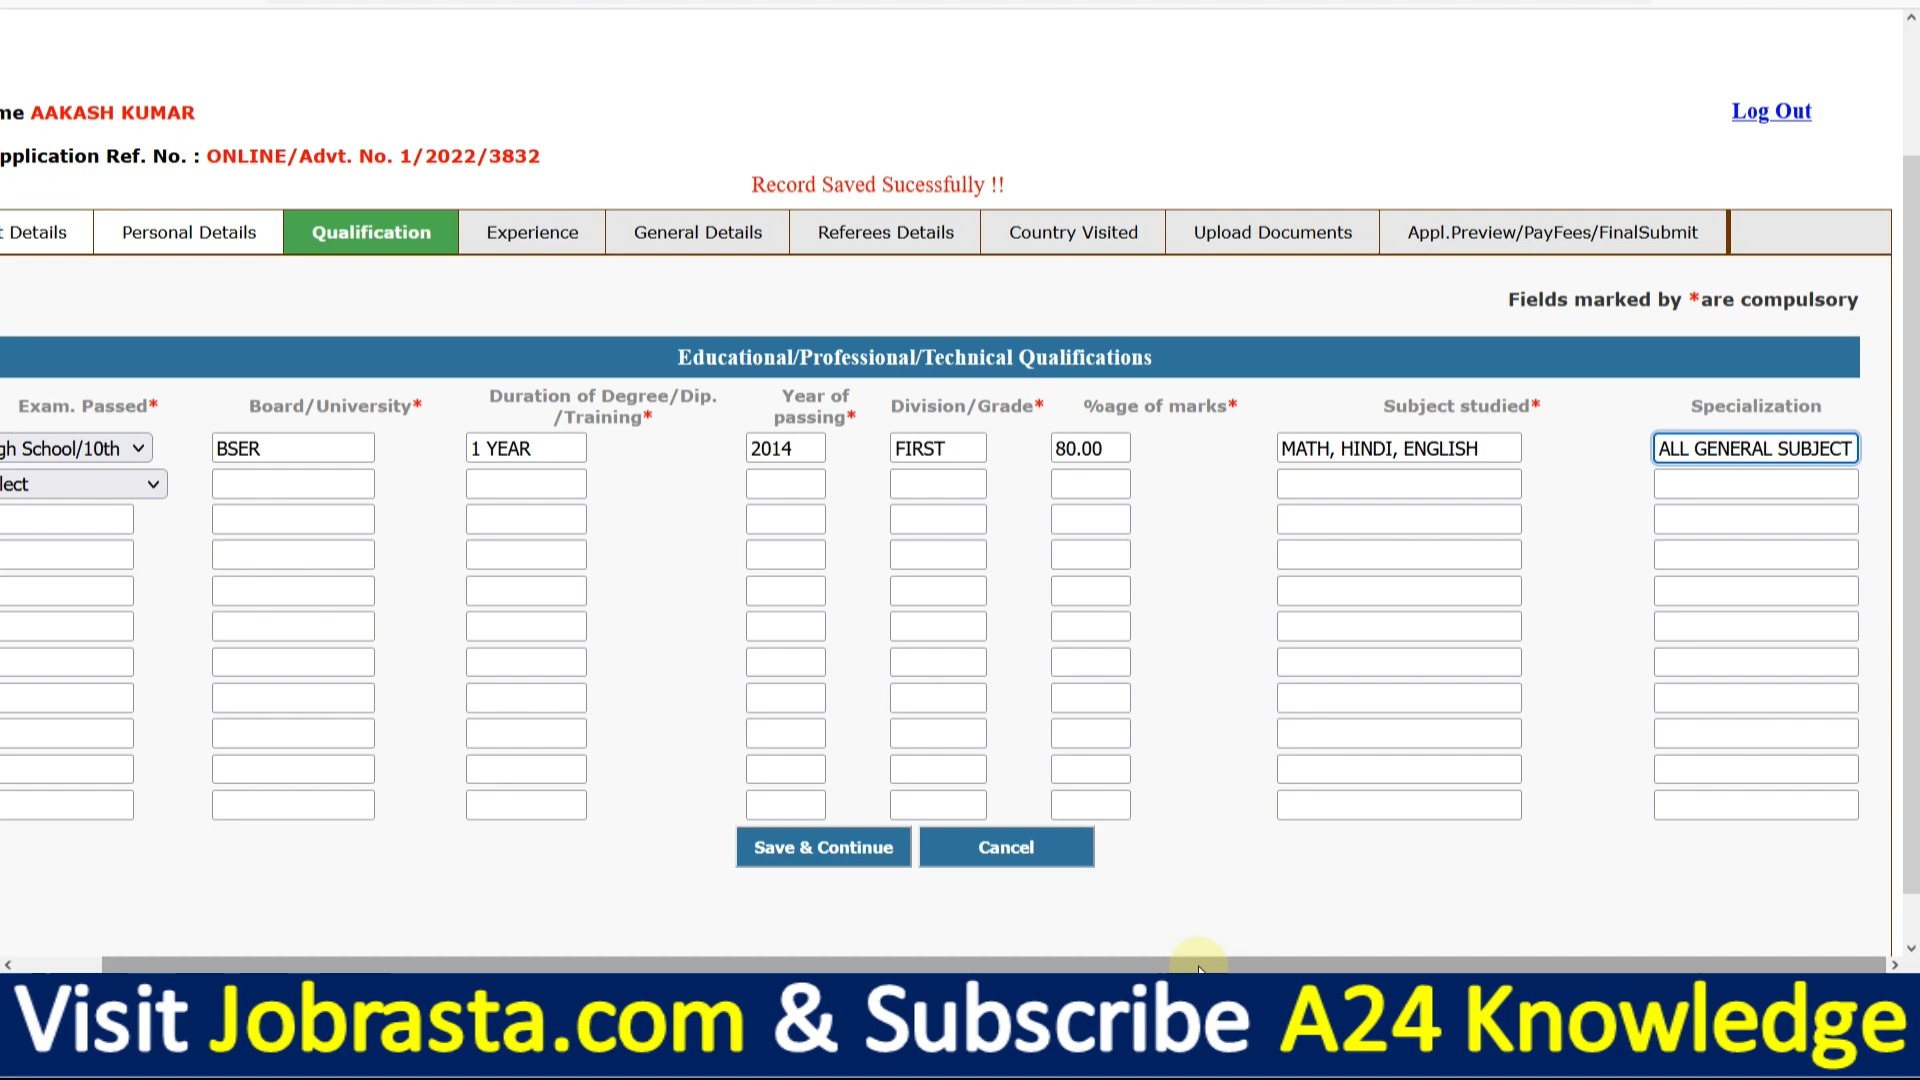 me AAKASH KUMAR
Log Out
pplication Ref. No. : ONLINE/Advt. No. 1/2022/3832
Record Saved Sucessfully !!
t Details Personal Details Qualification Experience General Details Referees Details Country Visited Upload Documents Appl.Preview/PayFees/FinalSubmit
Fields marked by *are compulsory
Educational/Professional/Technical Qualifications
Exam. Passed* Board/University* Duration of Degree/Dip. /Training* Year of passing* Division/Grade* %age of marks* Subject studied* Specialization
gh School/10th BSER 1 YEAR 2014 FIRST 80.00 MATH, HINDI, ENGLISH ALL GENERAL SUBJECT
lect
Save & Continue Cancel
Visit Jobrasta.com & Subscribe A24 Knowledge